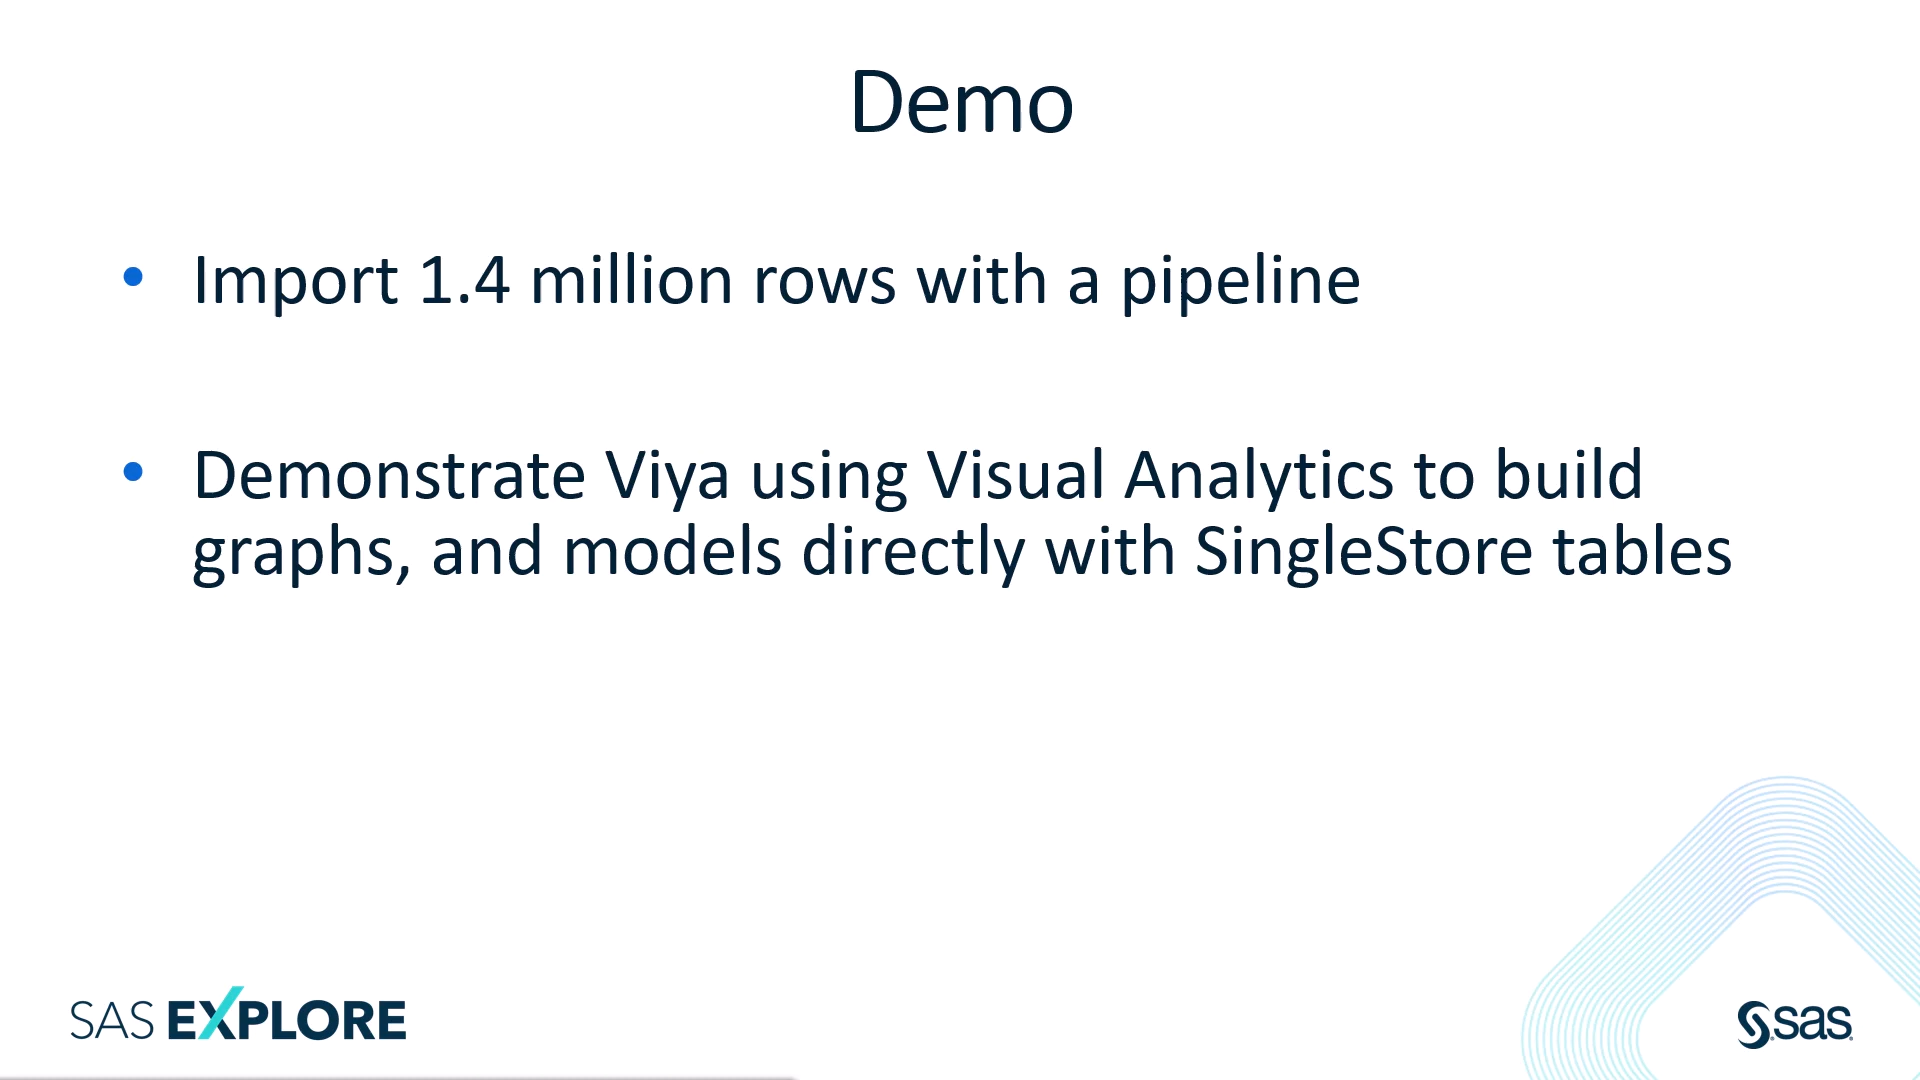 Demo
• Import 1.4 million rows with a pipeline
• Demonstrate Viya using Visual Analytics to build
graphs, and models directly with SingleStore tables
SAS EXPLORE
sas